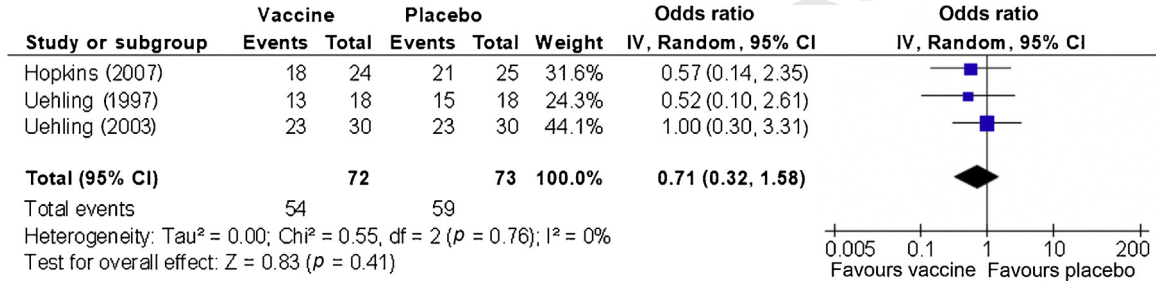 Vaccine Placebo Odds ratio Odds ratio
Study or subgroup Events Total Events Total Weight IV, Random, 95% CI IV, Random, 95% CI
Hopkins (2007) 18 24 21 25 31.6% 0.57 (0.14, 2.35)
Uehling (1997) 13 18 15 18 24.3% 0.52 (0.10, 2.61)
Uehling (2003) 23 30 23 30 44.1% 1.00 (0.30, 3.31)
Total (95% CI) 72 73 100.0% 0.71 (0.32, 1.58)
Total events 54 59
Heterogeneity: Tau² = 0.00; Chi² = 0.55, df = 2 (p = 0.76); I² = 0%
Test for overall effect: Z = 0.83 (p = 0.41)
0.005 0.1 1 10 200
Favours vaccine Favours placebo